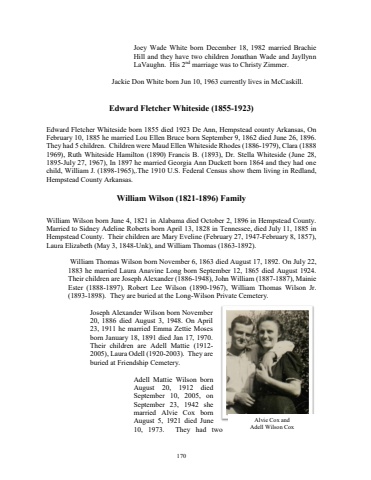 Joey Wade White born December 18, 1982 married Brachie
Hill and they have two children Jonathan Wade and Jayllynn
LaVaughn. His 2nd marriage was to Christy Zimmer.
Jackie Don White born Jun 10, 1963 currently lives in McCaskill.
Edward Fletcher Whiteside (1855-1923)
Edward Fletcher Whiteside born 1855 died 1923 De Ann, Hempstead county Arkansas, On
February 10, 1885 he married Lou Ellen Bruce born September 9, 1862 died June 26, 1896.
They had 5 children. Children were Maud Ellen Whiteside Rhodes (1886-1979), Clara (1888
1969), Ruth Whiteside Hamilton (1890) Francis B. (1893), Dr. Stella Whiteside (June 28,
1895-July 27, 1967), In 1897 he married Georgia Ann Duckett born 1864 and they had one
child, William J. (1898-1965),.The 1910 U.S. Federal Census show them living in Redland,
Hempstead County Arkansas.
William Wilson (1821-1896) Family
William Wilson born June 4, 1821 in Alabama died October 2, 1896 in Hempstead County.
Married to Sidney Adeline Roberts born April 13, 1828 in Tennessee, died July 11, 1885 in
Hempstead County. Their children are Mary Eveline (February 27, 1947-February 8, 1857),
Laura Elizabeth (May 3, 1848-Unk), and William Thomas (1863-1892).
William Thomas Wilson born November 6, 1863 died August 17, 1892. On July 22,
1883 he married Laura Anavine Long born September 12, 1865 died August 1924.
Their children are Joseph Alexander (1886-1948), John William (1887-1887), Mainie
Ester (1888-1897). Robert Lee Wilson (1890-1967), William Thomas Wilson Jr.
(1893-1898). They are buried at the Long-Wilson Private Cemetery.
Joseph Alexander Wilson born November
20, 1886 died August 3, 1948. On April
23, 1911 he married Emma Zettie Moses
born January 18, 1891 died Jan 17, 1970.
Their children are Adell Mattie (1912-
2005), Laura Odell (1920-2003). They are
buried at Friendship Cemetery.
Adell Mattie Wilson born
August 20, 1912 died
September 10, 2005, on
September 23, 1942 she
married Alvie Cox born
August 5, 1921 died June
10, 1973. They had two
Alvie Cox and
Adell Wilson Cox
170